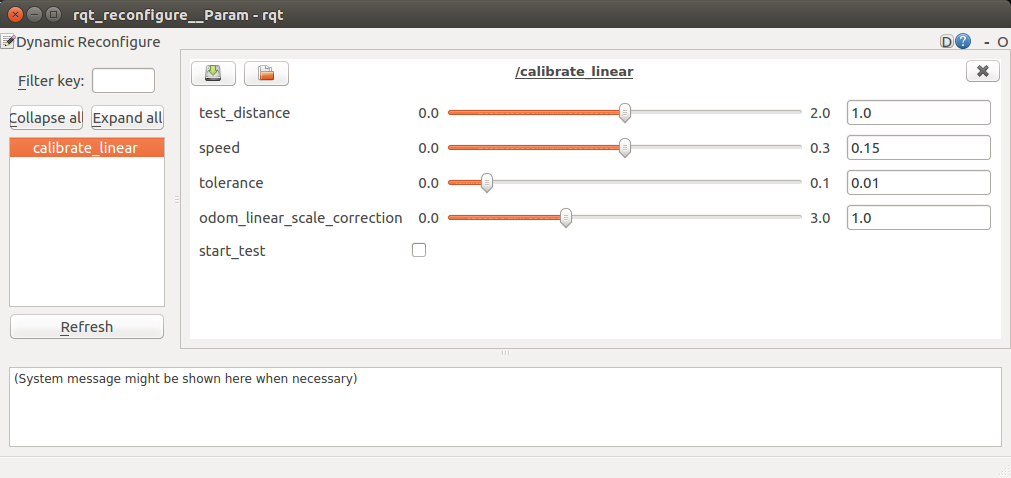 rqt_reconfigure__Param - rqt
Dynamic Reconfigure
D ? - O
Filter key:
Collapse al Expand all
calibrate_linear
Refresh
/calibrate_linear
test_distance 0.0 2.0 1.0
speed 0.0 0.3 0.15
tolerance 0.0 0.1 0.01
odom_linear_scale_correction 0.0 3.0 1.0
start_test
(System message might be shown here when necessary)